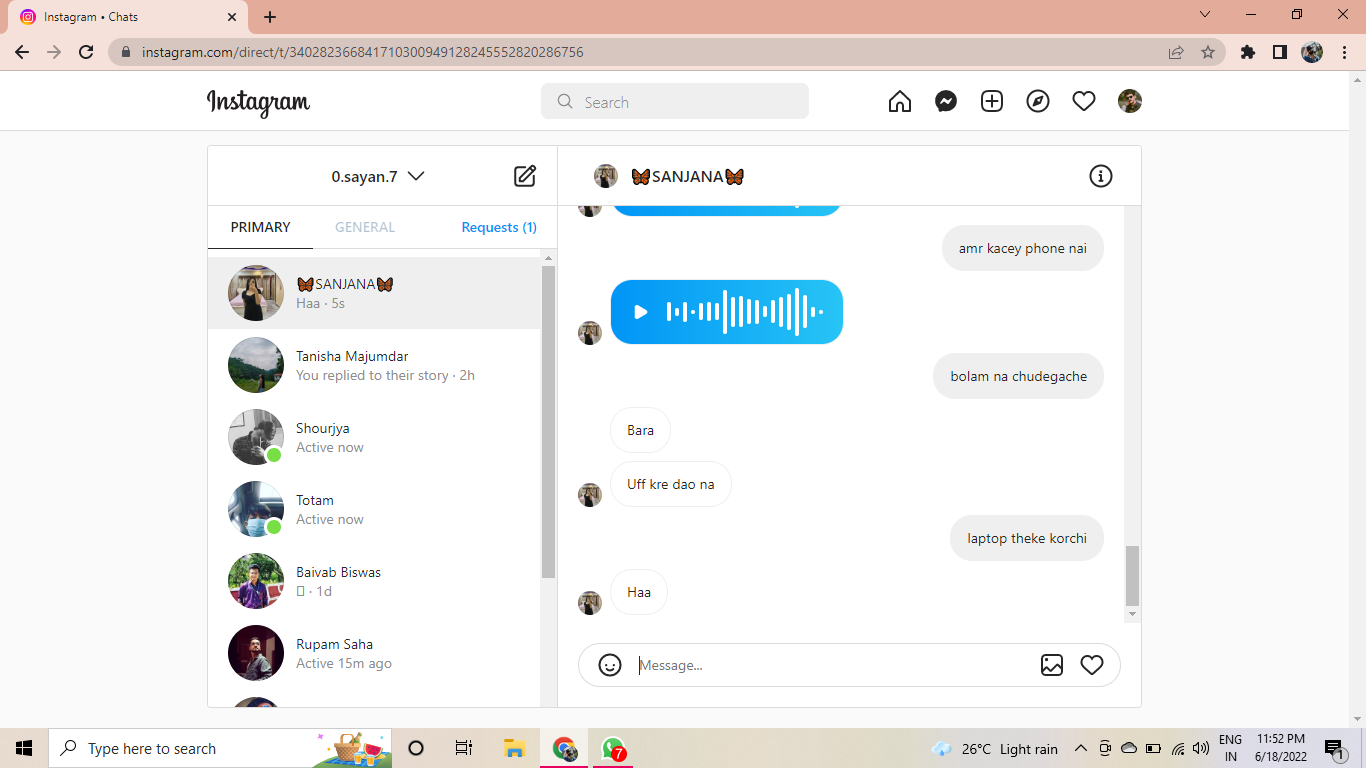 Instagram • Chats
instagram.com/direct/t/340282366841710300949128245552820286756
Instagram
Search
0.sayan.7
PRIMARY
GENERAL
Requests (1)
🦋SANJANA🦋
Haa · 5s
Tanisha Majumdar
You replied to their story · 2h
Shourjya
Active now
Totam
Active now
Baivab Biswas
· 1d
Rupam Saha
Active 15m ago
🦋SANJANA🦋
amr kacey phone nai
bolam na chudegache
Bara
Uff kre dao na
laptop theke korchi
Haa
Message...
Type here to search
7
26°C Light rain
ENG
IN
11:52 PM
6/18/2022
1